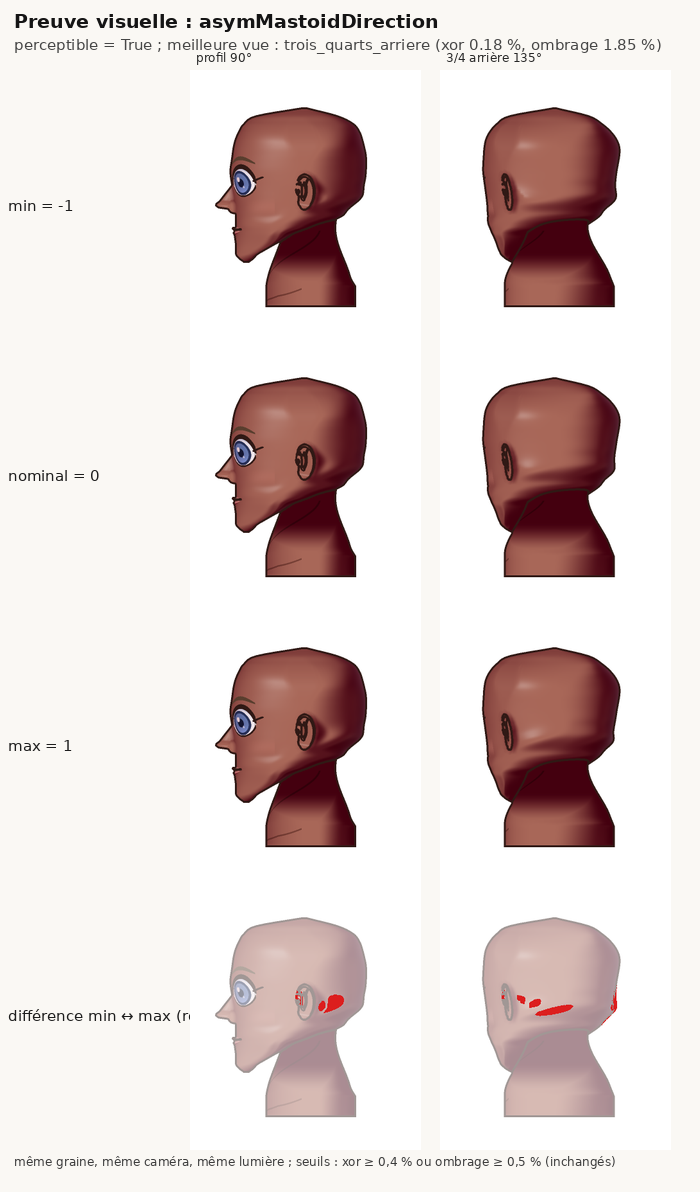 Preuve visuelle : asymMastoidDirection
perceptible = True ; meilleure vue : trois_quarts_arriere (xor 0.18 %, ombrage 1.85 %)
profil 90°
3/4 arrière 135°
min = -1
nominal = 0
max = 1
différence min ↔ max (r
même graine, même caméra, même lumière ; seuils : xor ≥ 0,4 % ou ombrage ≥ 0,5 % (inchangés)